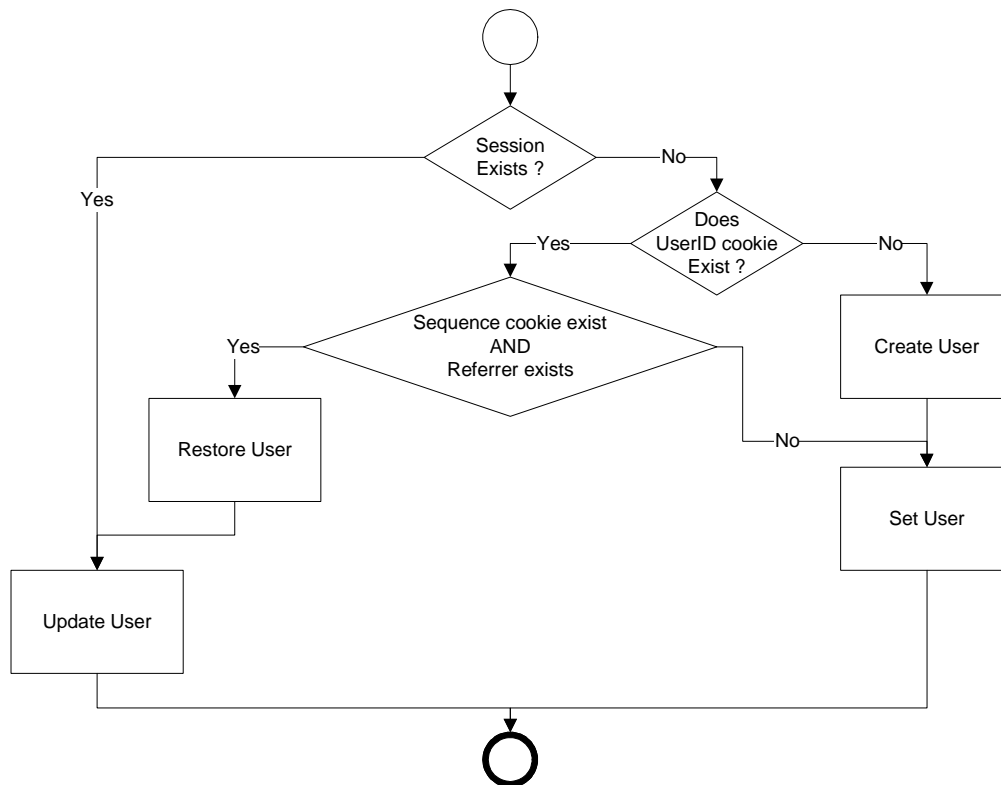 Session
Exists ?
No
Yes
Does
UserID cookie
Exist ?
Yes
No
Sequence cookie exist
AND
Referrer exists
Yes
Create User
Restore User
No
Set User
Update User